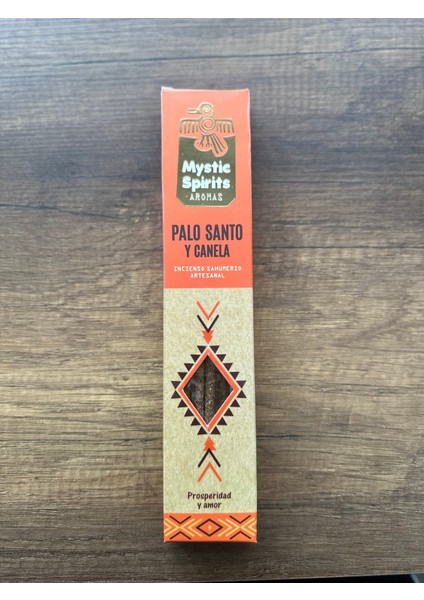 Mystic
Spirits
AROMAS
PALO SANTO
Y CANELA
INCIENSO SAHUMERIO
ARTESANAL
Prosperidad
y amor